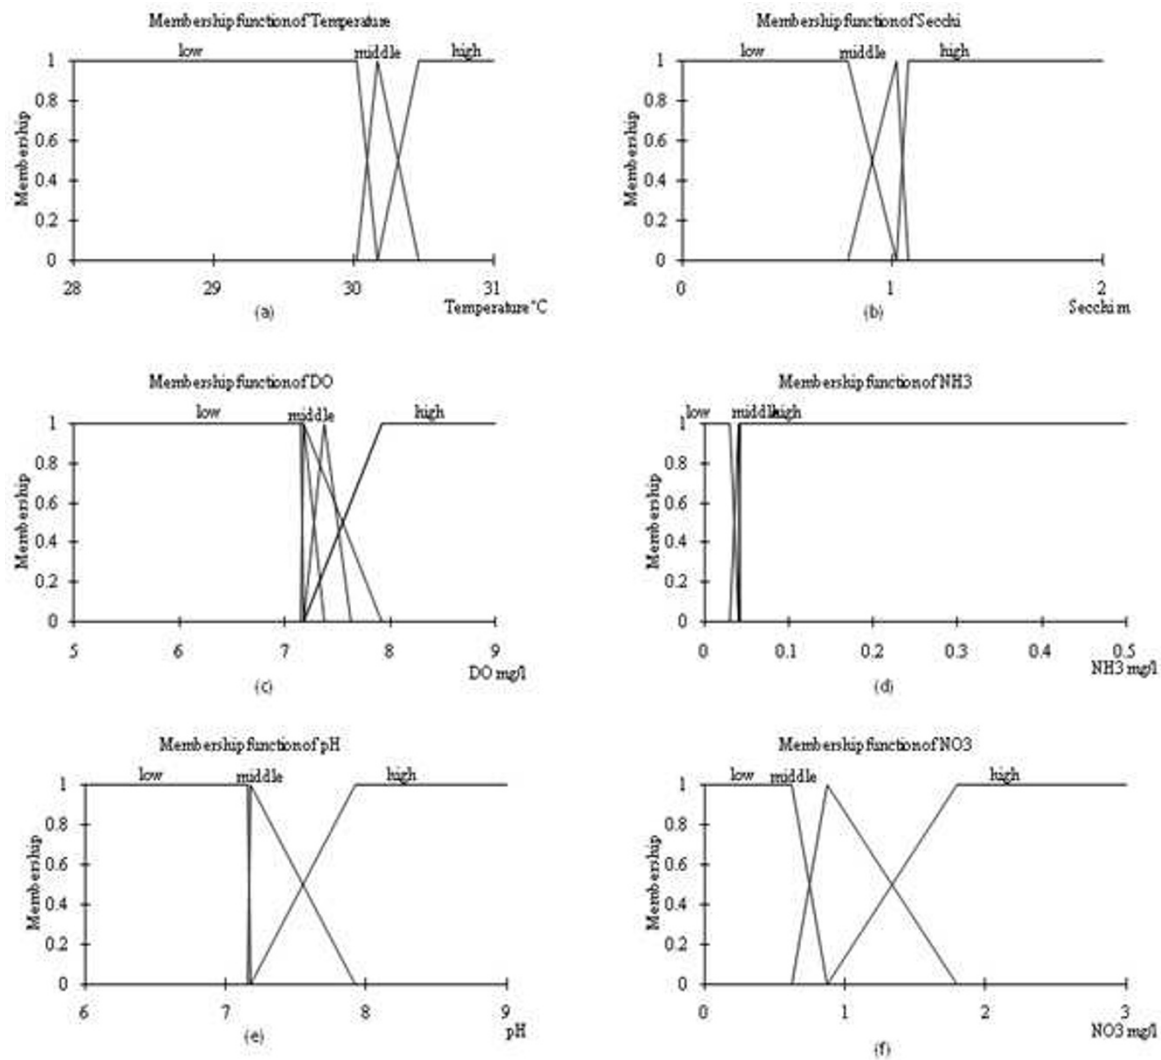 Membership function of Temperature
low middle high
1
0.8
0.6
0.4
0.2
0
Membership
28 29 30 31
Temperature °C
(a)
Membership function of Secchi
low middle high
1
0.8
0.6
0.4
0.2
0
Membership
0 1 2
Secchi m
(b)
Membership function of DO
low middle high
1
0.8
0.6
0.4
0.2
0
Membership
5 6 7 8 9
DO mg/l
(c)
Membership function of NH3
low middle high
1
0.8
0.6
0.4
0.2
0
Membership
0 0.1 0.2 0.3 0.4 0.5
NH3 mg/l
(d)
Membership function of pH
low middle high
1
0.8
0.6
0.4
0.2
0
Membership
6 7 8 9
pH
(e)
Membership function of NO3
low middle high
1
0.8
0.6
0.4
0.2
0
Membership
0 1 2 3
NO3 mg/l
(f)